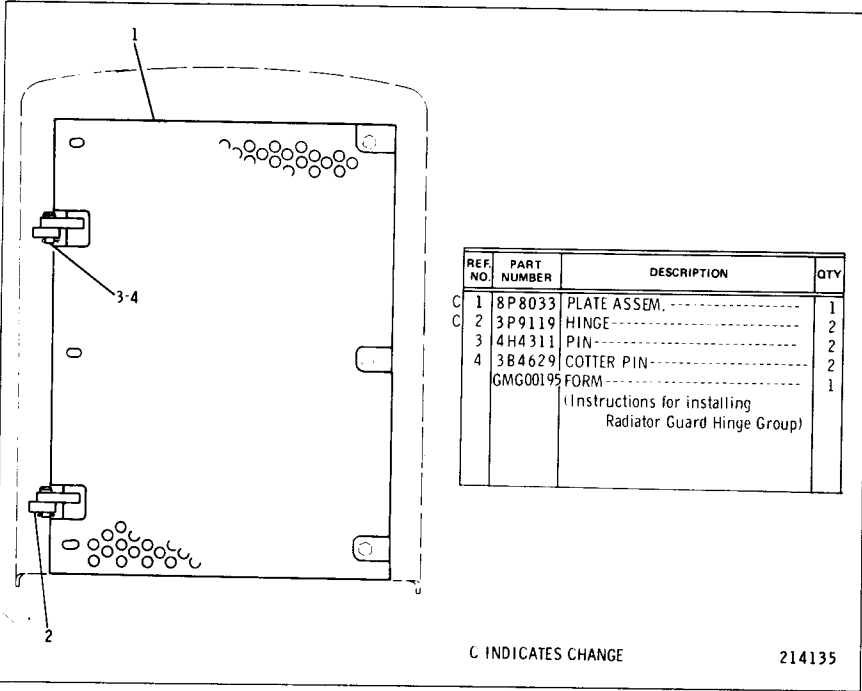 1
3-4
2
REF. NO. PART NUMBER DESCRIPTION QTY
C 1 8P8033 PLATE ASSEM. 1
C 2 3P9119 HINGE 2
3 4H4311 PIN 2
4 3B4629 COTTER PIN 2
GMG00195 FORM 1
(Instructions for installing
Radiator Guard Hinge Group)
C INDICATES CHANGE 214135